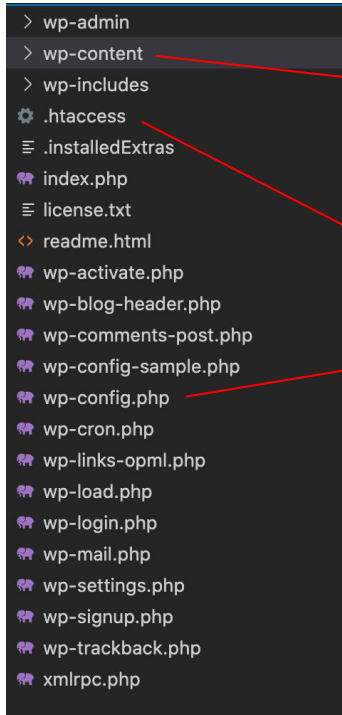 wp-admin
wp-content
wp-includes
.htaccess
.installedExtras
index.php
license.txt
readme.html
wp-activate.php
wp-blog-header.php
wp-comments-post.php
wp-config-sample.php
wp-config.php
wp-cron.php
wp-links-opml.php
wp-load.php
wp-login.php
wp-mail.php
wp-settings.php
wp-signup.php
wp-trackback.php
xmlrpc.php